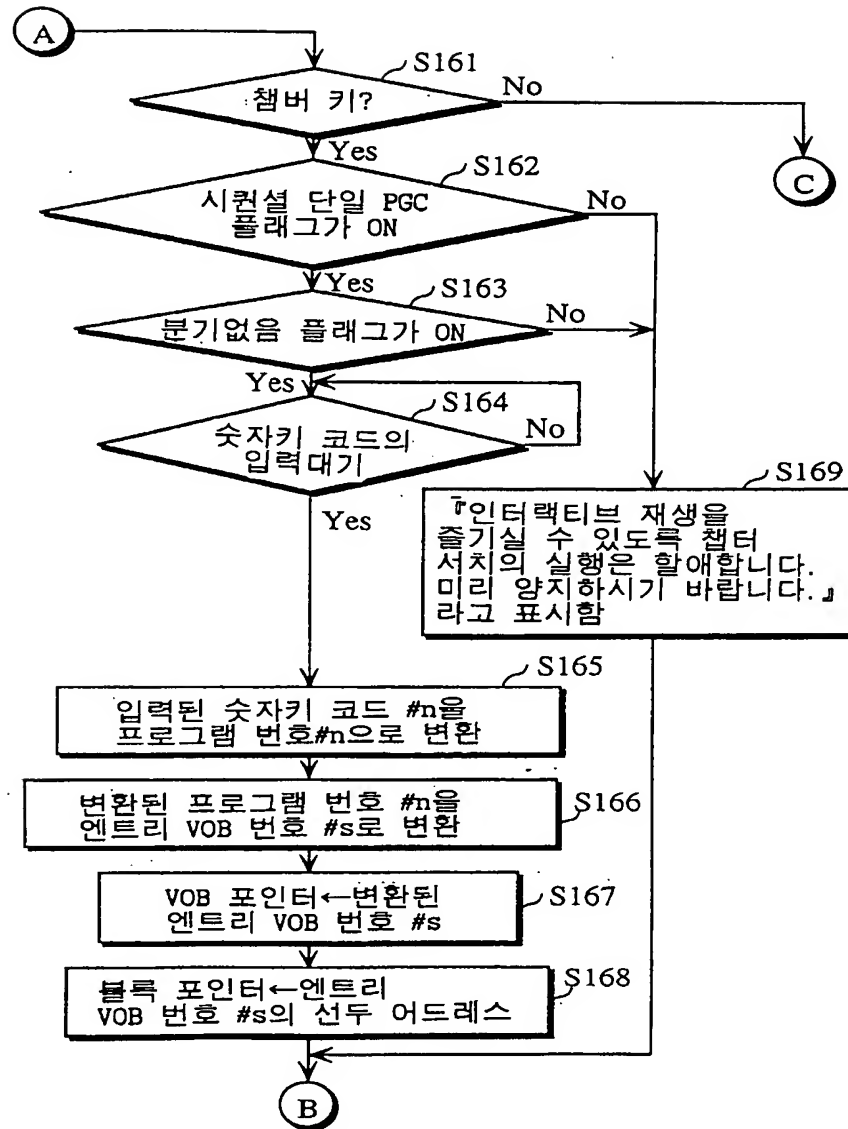 A
S161
챔버 키?
No
Yes
C
S162
시퀀셜 단일 PGC
플래그가 ON
No
Yes
S163
분기없음 플래그가 ON
No
Yes
S164
숫자키 코드의
입력대기
No
Yes
S169
『인터랙티브 재생을
즐기실 수 있도록 챕터
서치의 실행은 할애합니다.
미리 양지하시기 바랍니다.』
라고 표시함
S165
입력된 숫자키 코드 #n을
프로그램 번호#n으로 변환
변환된 프로그램 번호 #n을
엔트리 VOB 번호 #s로 변환
S166
VOB 포인터←변환된
엔트리 VOB 번호 #s
S167
블록 포인터←엔트리
VOB 번호 #s의 선두 어드레스
S168
B